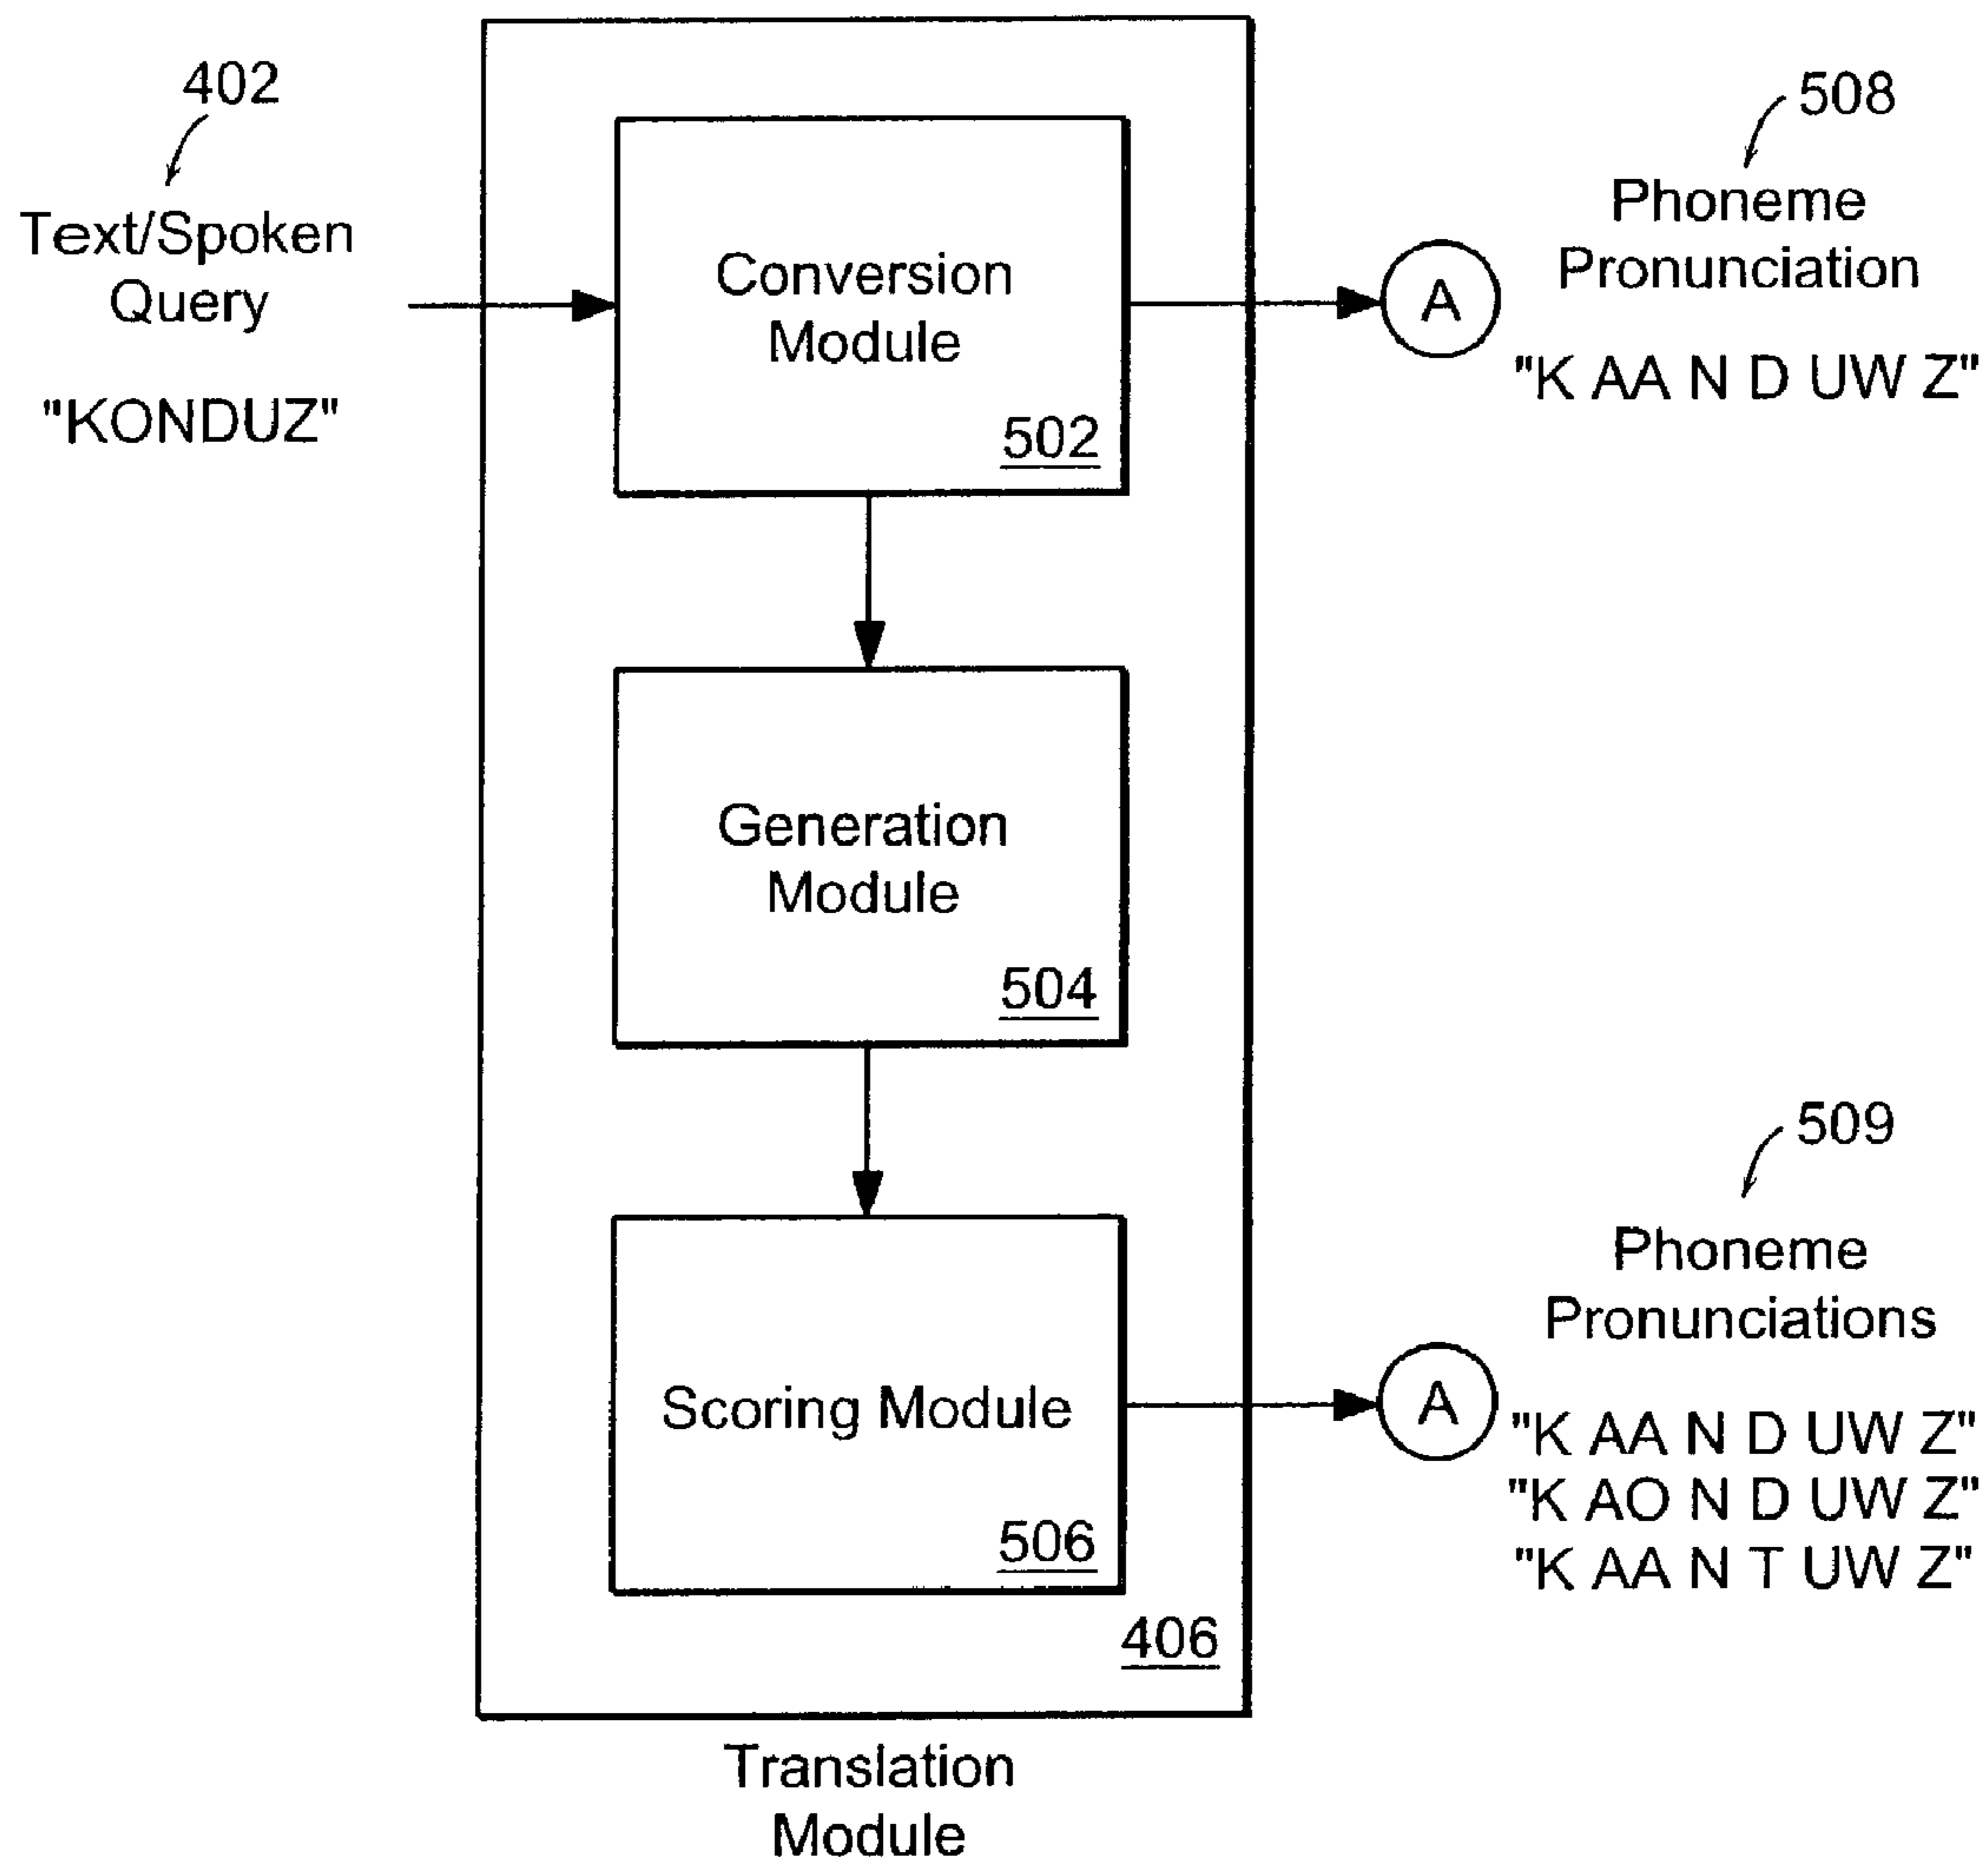 402
Text/Spoken
Query
"KONDUZ"
Conversion
Module
502
A
508
Phoneme
Pronunciation
"K AA N D UW Z"
Generation
Module
504
Scoring Module
506
A
509
Phoneme
Pronunciations
"K AA N D UW Z"
"K AO N D UW Z"
"K AA N T UW Z"
406
Translation
Module